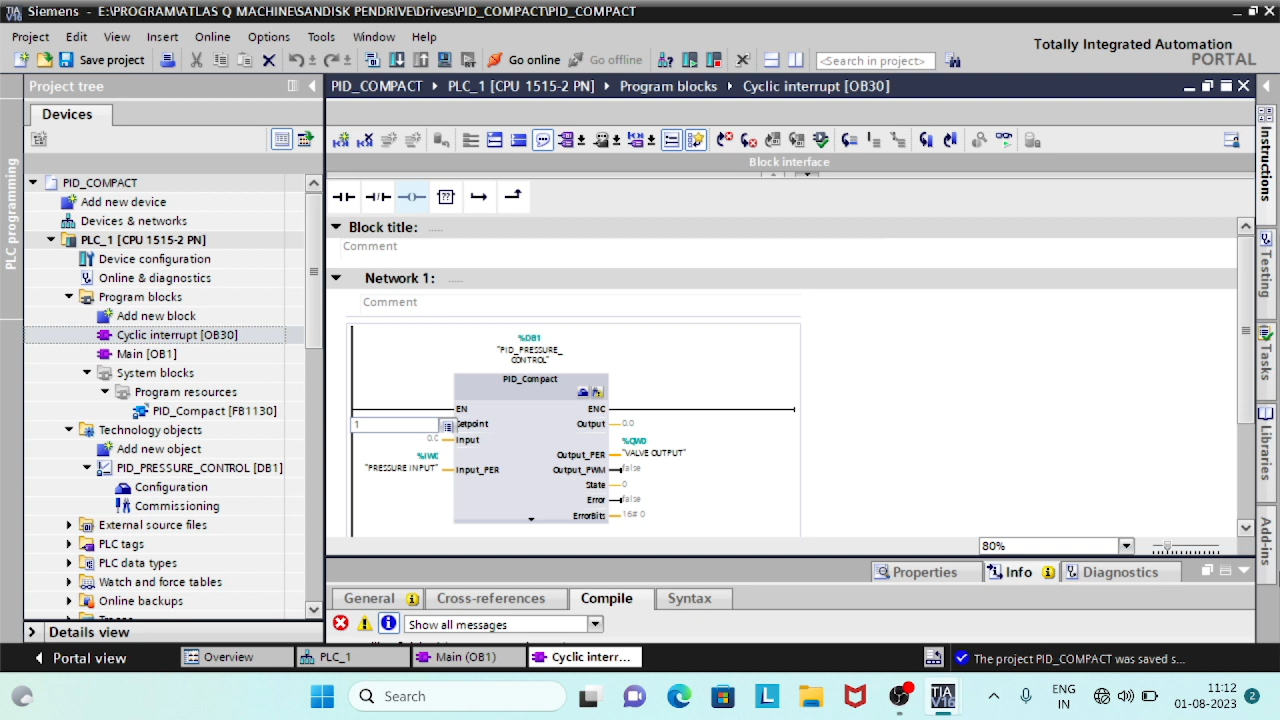 Siemens - E:\PROGRAM\ATLAS Q MACHINE\SANDISK PENDRIVE\Drives\PID_COMPACT\PID_COMPACT
Project Edit View Insert Online Options Tools Window Help
Totally Integrated Automation
PORTAL
Save project
Go online
Go offline
<Search in project>
Project tree
PID_COMPACT
PLC_1 [CPU 1515-2 PN]
Program blocks
Cyclic interrupt [OB30]
Devices
Block interface
PLC programming
PID_COMPACT
Add new device
Devices & networks
PLC_1 [CPU 1515-2 PN]
Device configuration
Online & diagnostics
Program blocks
Add new block
Cyclic interrupt [OB30]
Main [OB1]
System blocks
Program resources
PID_Compact [FB1130]
Technology objects
Add new object
PID_PRESSURE_CONTROL [DB1]
Configuration
Commissioning
External source files
PLC tags
PLC data types
Watch and force tables
Online backups
Details view
Block title: .....
Comment
Network 1: .....
Comment
%DB1
"PID_PRESSURE_
CONTROL"
PID_Compact
EN ENO
1 Setpoint Output 0.0
0.0 Input
%QW0
Output_PER "VALVE OUTPUT"
%IW0
"PRESSURE INPUT" Input_PER Output_PWM false
State 0
Error false
ErrorBits 16#0
80%
Properties
Info
Diagnostics
General
Cross-references
Compile
Syntax
Show all messages
Instructions
Testing
Tasks
Libraries
Add-ins
Portal view
Overview
PLC_1
Main (OB1)
Cyclic interr...
The project PID_COMPACT was saved s...
Search
L
TIA
V16
ENG
IN
11:12
01-08-2023
2